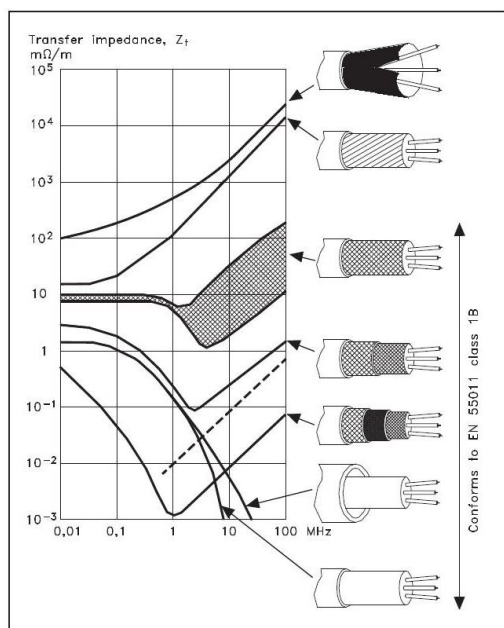 Transfer impedance, Zₜ
mΩ/m
10⁵
10⁴
10³
10²
10
1
10⁻¹
10⁻²
10⁻³
0,01 0,1 1 10 100 MHz
Conforms to EN 55011 class 1B